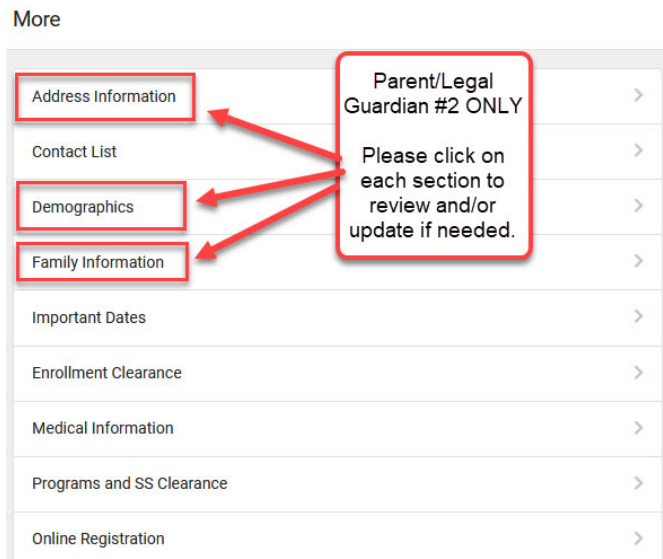 More
Address Information
Parent/Legal
Guardian #2 ONLY
Please click on
each section to
review and/or
update if needed.
Contact List
Demographics
Family Information
Important Dates
Enrollment Clearance
Medical Information
Programs and SS Clearance
Online Registration